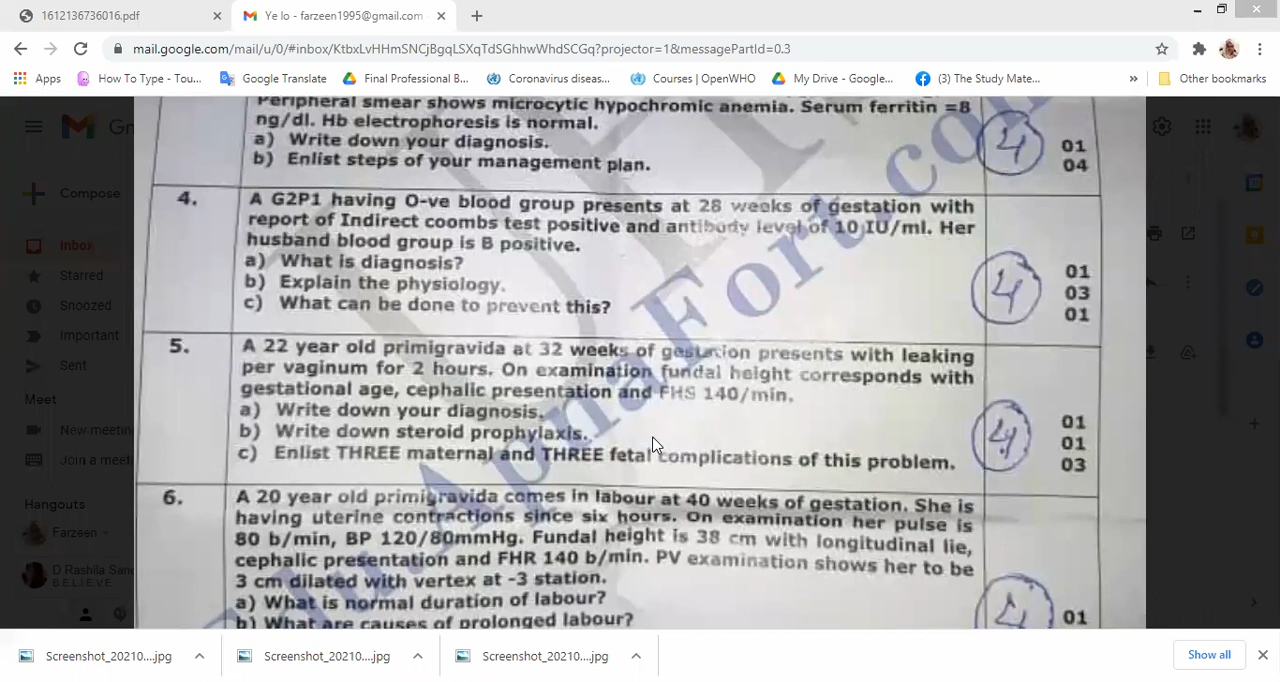 1612136736016.pdf
Ye lo - farzeen1995@gmail.com
mail.google.com/mail/u/0/#inbox/KtbxLvHHmSNCjBgqLSXqTdSGhhwWhdSCGq?projector=1&messagePartId=0.3
Apps How To Type - Tou... Google Translate Final Professional B... Coronavirus diseas... Courses | OpenWHO My Drive - Google... (3) The Study Mate... » Other bookmarks
Peripheral smear shows microcytic hypochromic anemia. Serum ferritin =8
ng/dl. Hb electrophoresis is normal.
a) Write down your diagnosis. 01
b) Enlist steps of your management plan. 04
4
4. A G2P1 having O-ve blood group presents at 28 weeks of gestation with
report of Indirect coombs test positive and antibody level of 10 IU/ml. Her
husband blood group is B positive.
a) What is diagnosis? 01
b) Explain the physiology. 03
c) What can be done to prevent this? 01
4
5. A 22 year old primigravida at 32 weeks of gestation presents with leaking
per vaginum for 2 hours. On examination fundal height corresponds with
gestational age, cephalic presentation and FHS 140/min.
a) Write down your diagnosis. 01
b) Write down steroid prophylaxis. 01
c) Enlist THREE maternal and THREE fetal complications of this problem. 03
4
6. A 20 year old primigravida comes in labour at 40 weeks of gestation. She is
having uterine contractions since six hours. On examination her pulse is
80 b/min, BP 120/80mmHg. Fundal height is 38 cm with longitudinal lie,
cephalic presentation and FHR 140 b/min. PV examination shows her to be
3 cm dilated with vertex at -3 station.
a) What is normal duration of labour? 01
b) What are causes of prolonged labour?
4
du.ApnaFort.com
Compose
Inbox
Starred
Snoozed
Important
Sent
Meet
New meetin
Join a meeti
Hangouts
Farzeen
D Rashila Sand
B.E.L.I.E.V.E
Screenshot_20210....jpg Screenshot_20210....jpg Screenshot_20210....jpg Show all